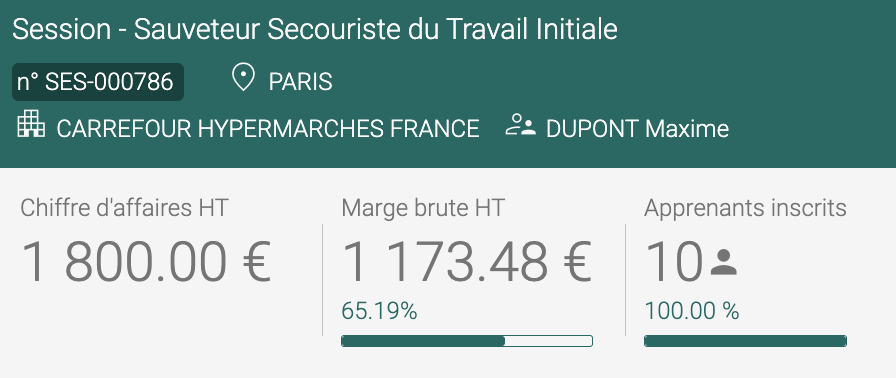 Session - Sauveteur Secouriste du Travail Initiale
n° SES-000786 PARIS
CARREFOUR HYPERMARCHES FRANCE DUPONT Maxime
Chiffre d'affaires HT Marge brute HT Apprenants inscrits
1 800.00 € 1 173.48 € 10
65.19% 100.00 %